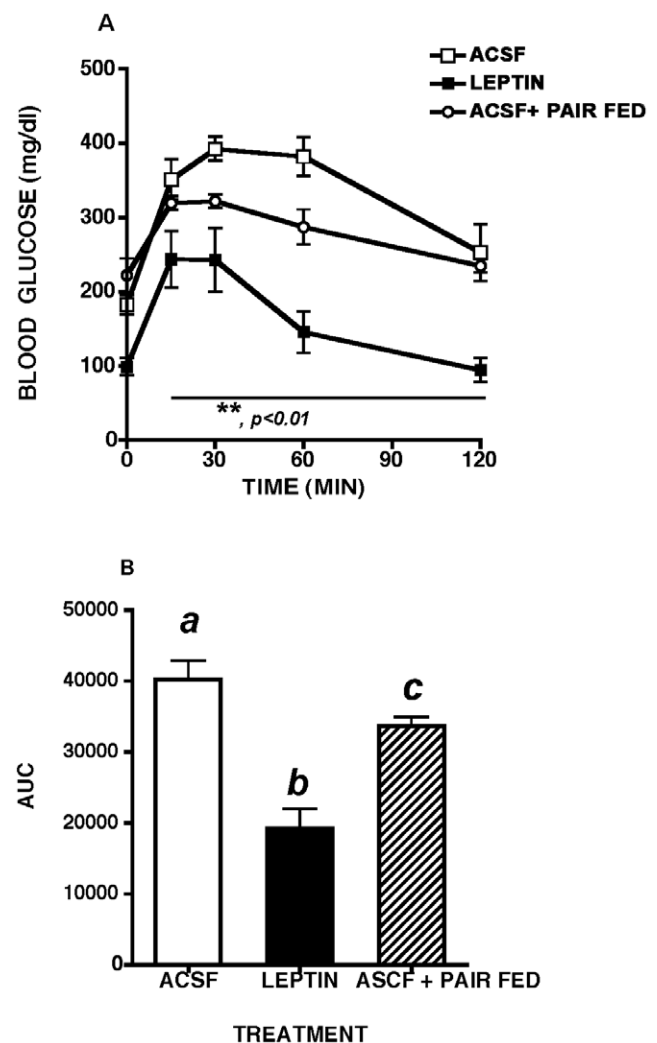 A
ACSF
LEPTIN
ACSF+ PAIR FED
500
400
300
200
100
0
BLOOD GLUCOSE (mg/dl)
**, p<0.01
0 30 60 90 120
TIME (MIN)
B
50000
40000
30000
20000
10000
0
AUC
a
b
c
ACSF LEPTIN ASCF + PAIR FED
TREATMENT